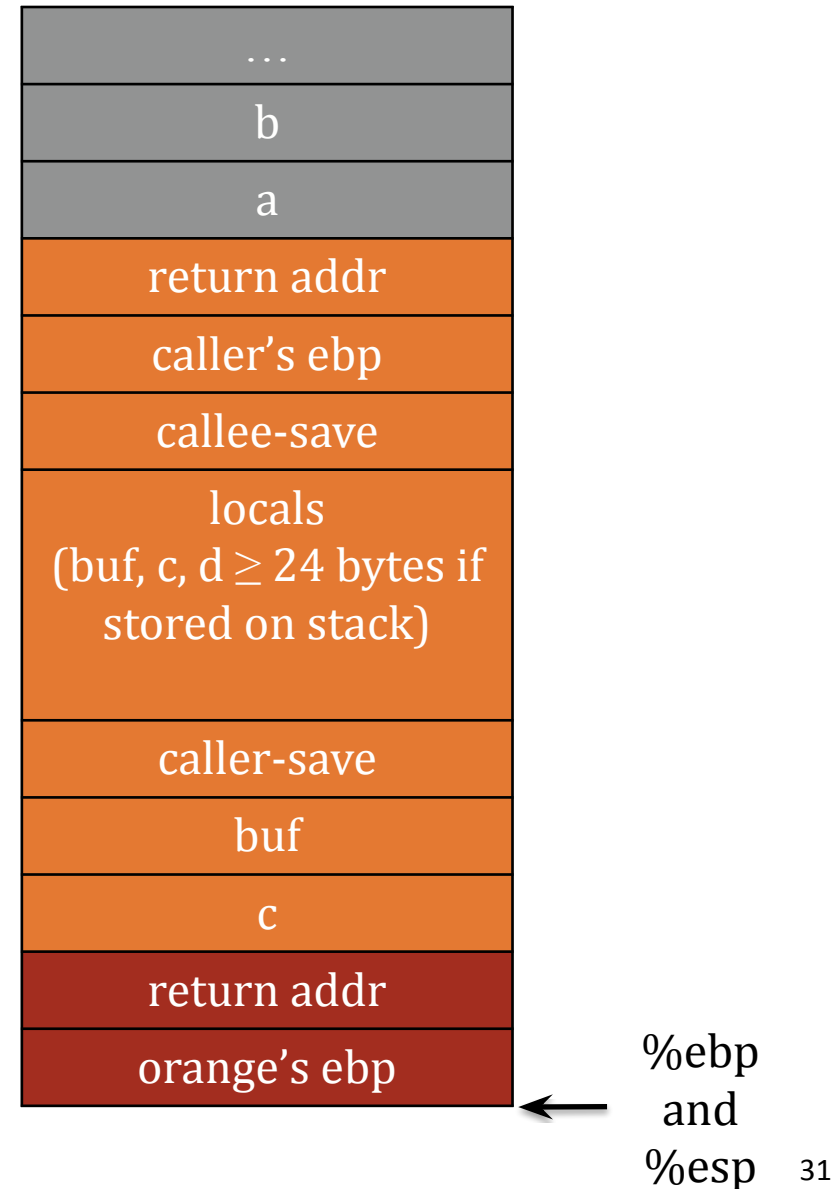 ...
b
a
return addr
caller’s ebp
callee-save
locals
(buf, c, d ≥ 24 bytes if
stored on stack)
caller-save
buf
c
return addr
orange’s ebp
%ebp
and
%esp
31